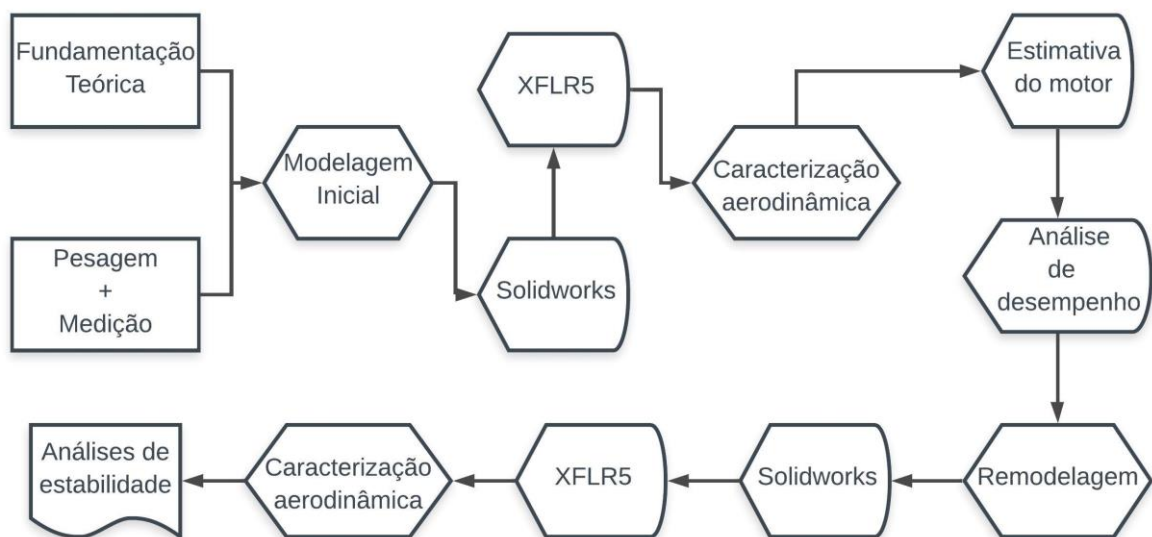 Fundamentação
Teórica
Pesagem
+
Medição
Modelagem
Inicial
Solidworks
XFLR5
Caracterização
aerodinâmica
Estimativa
do motor
Análise
de
desempenho
Remodelagem
Solidworks
XFLR5
Caracterização
aerodinâmica
Análises de
estabilidade